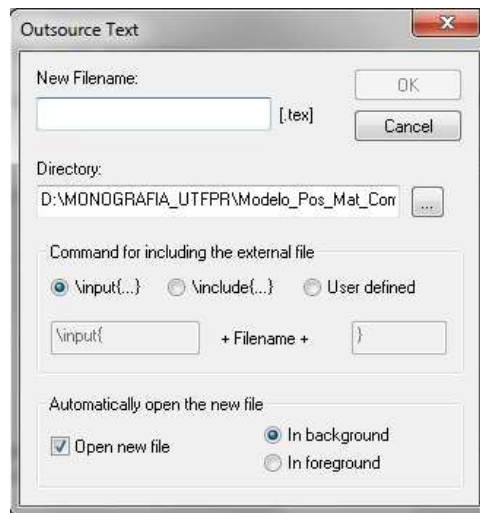 Outsource Text
New Filename:
[.tex]
OK
Cancel
Directory:
D:\MONOGRAFIA_UTFPR\Modelo_Pos_Mat_Con
...
Command for including the external file
\input{...} \include{...} User defined
\input{ + Filename + }
Automatically open the new file
Open new file
In background
In foreground